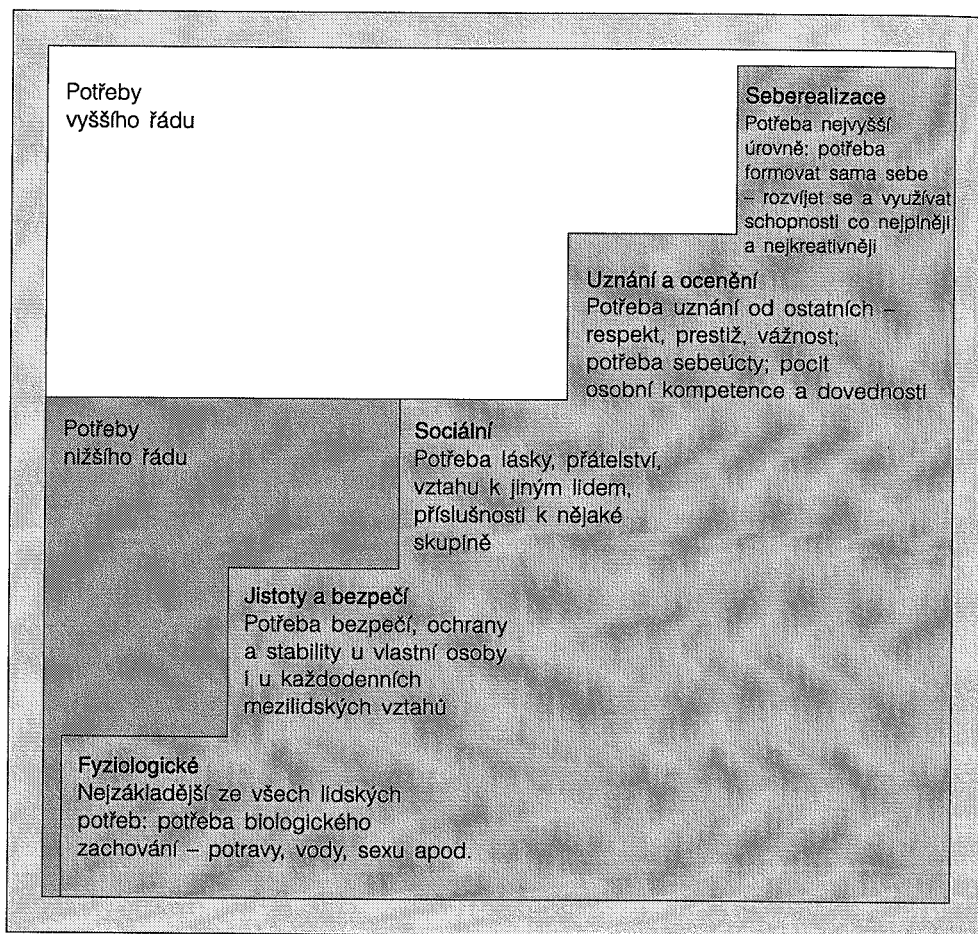 Potřeby
vyššího řádu
Seberealizace
Potřeba nejvyšší
úrovně: potřeba
formovat sama sebe
– rozvíjet se a využívat
schopnosti co nejplněji
a nejkreativněji
Uznání a ocenění
Potřeba uznání od ostatních –
respekt, prestiž, vážnost;
potřeba sebeúcty; pocit
osobní kompetence a dovednosti
Potřeby
nižšího řádu
Sociální
Potřeba lásky, přátelství,
vztahu k jiným lidem,
příslušnosti k nějaké
skupině
Jistoty a bezpečí
Potřeba bezpečí, ochrany
a stability u vlastní osoby
i u každodenních
mezilidských vztahů
Fyziologické
Nejzákladější ze všech lidských
potřeb: potřeba biologického
zachování – potravy, vody, sexu apod.